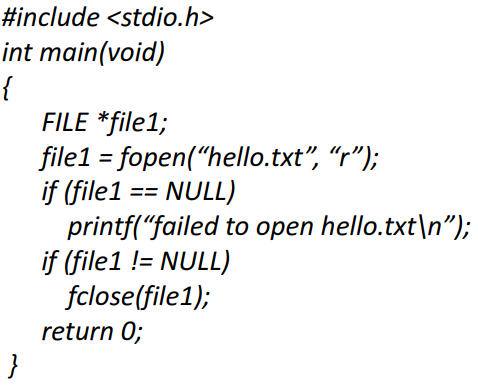 #include <stdio.h>
int main(void)
{
FILE *file1;
file1 = fopen(“hello.txt”, “r”);
if (file1 == NULL)
printf(“failed to open hello.txt\n”);
if (file1 != NULL)
fclose(file1);
return 0;
}